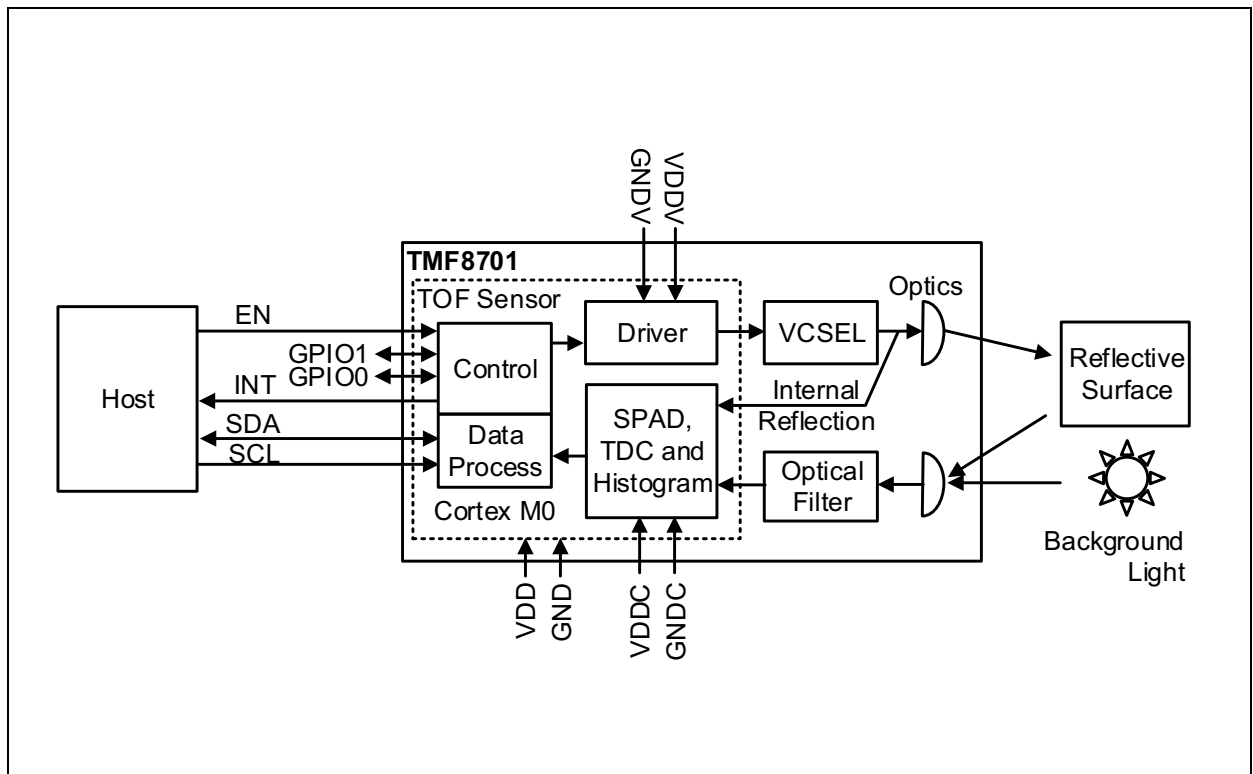 GNDV
VDDV
TMF8701
TOF Sensor
Optics
EN
GPIO1
GPIO0
INT
SDA
SCL
Host
Control
Data
Process
Cortex M0
Driver
VCSEL
Internal
Reflection
SPAD,
TDC and
Histogram
Optical
Filter
Reflective
Surface
Background
Light
VDD
GND
VDDC
GNDC